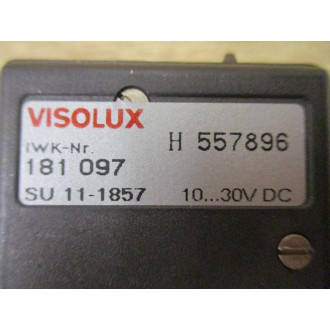 VISOLUX
IWK-Nr. H 557896
181 097
SU 11-1857 10...30V DC